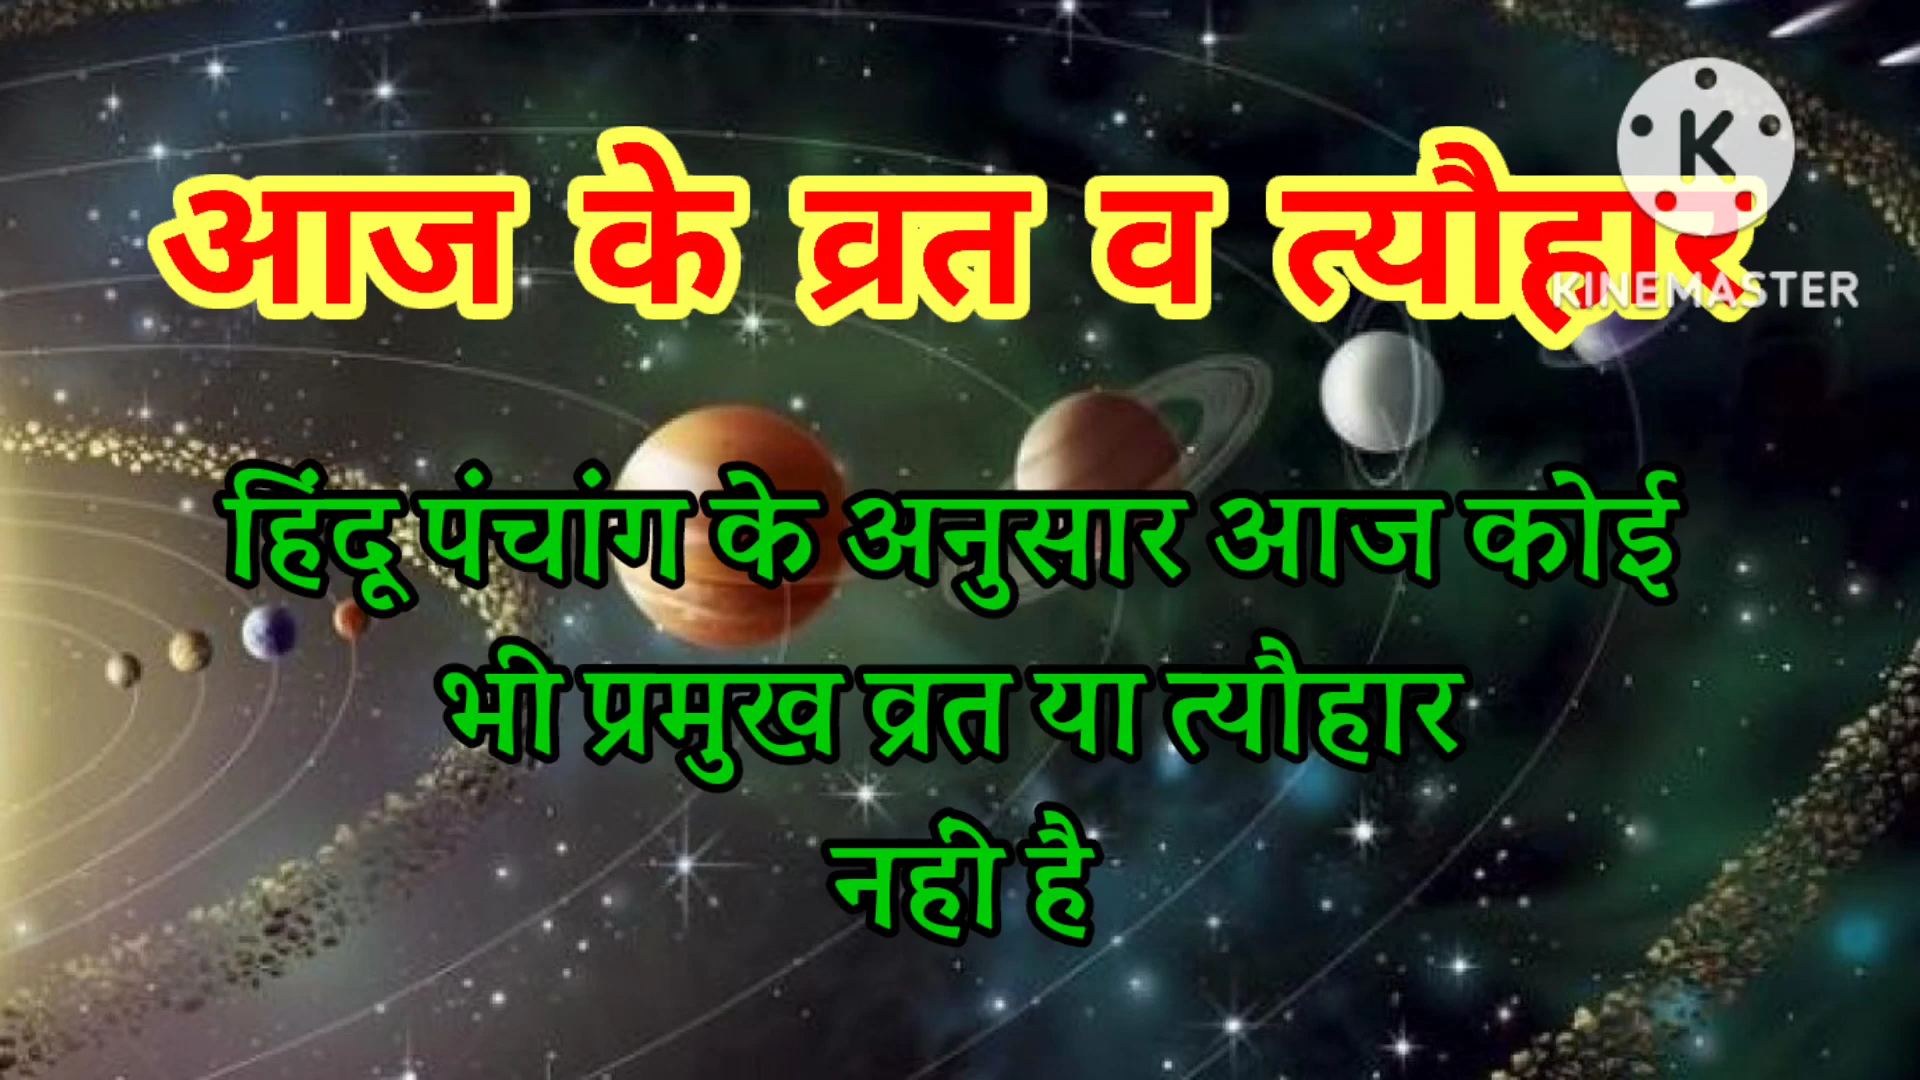 आज के व्रत व त्यौहार
K
KINEMASTER
हिंदू पंचांग के अनुसार आज कोई
भी प्रमुख व्रत या त्यौहार
नही है